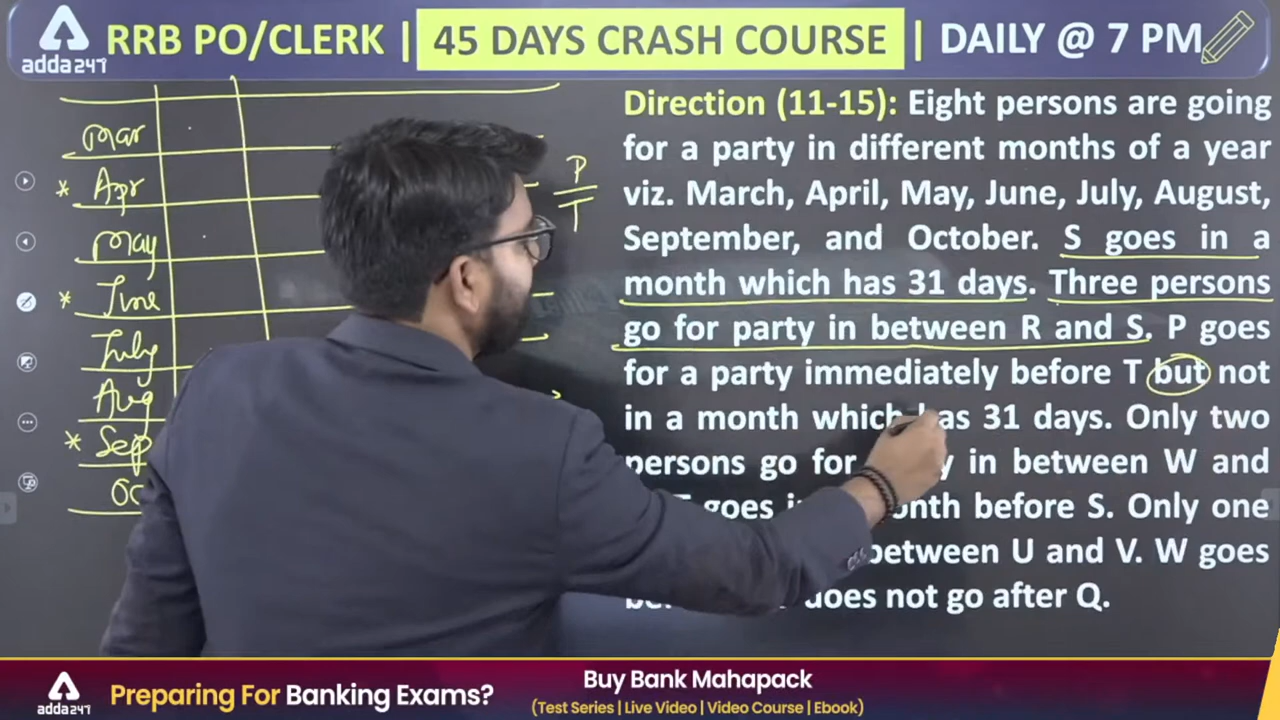 adda247
RRB PO/CLERK | 45 DAYS CRASH COURSE | DAILY @ 7 PM
Mar
* Apr
May
* June
July
Aug
* Sep
P
T
Direction (11-15): Eight persons are going
for a party in different months of a year
viz. March, April, May, June, July, August,
September, and October. S goes in a
month which has 31 days. Three persons
go for party in between R and S. P goes
for a party immediately before T but not
in a month which has 31 days. Only two
persons go for in between W and
goes before S. Only one
between U and V. W goes
does not go after Q.
adda247
Preparing For Banking Exams?
Buy Bank Mahapack
(Test Series | Live Video | Video Course | Ebook)